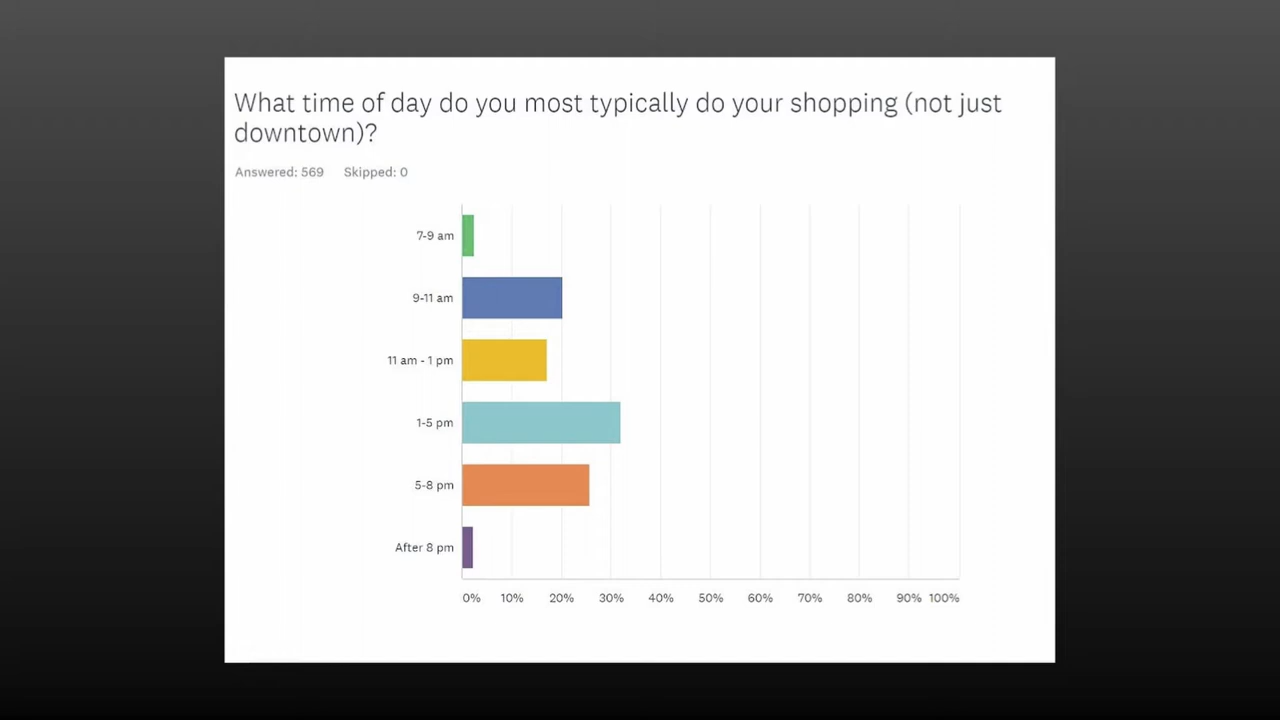 What time of day do you most typically do your shopping (not just
downtown)?
Answered: 569 Skipped: 0
7-9 am
9-11 am
11 am - 1 pm
1-5 pm
5-8 pm
After 8 pm
0% 10% 20% 30% 40% 50% 60% 70% 80% 90% 100%